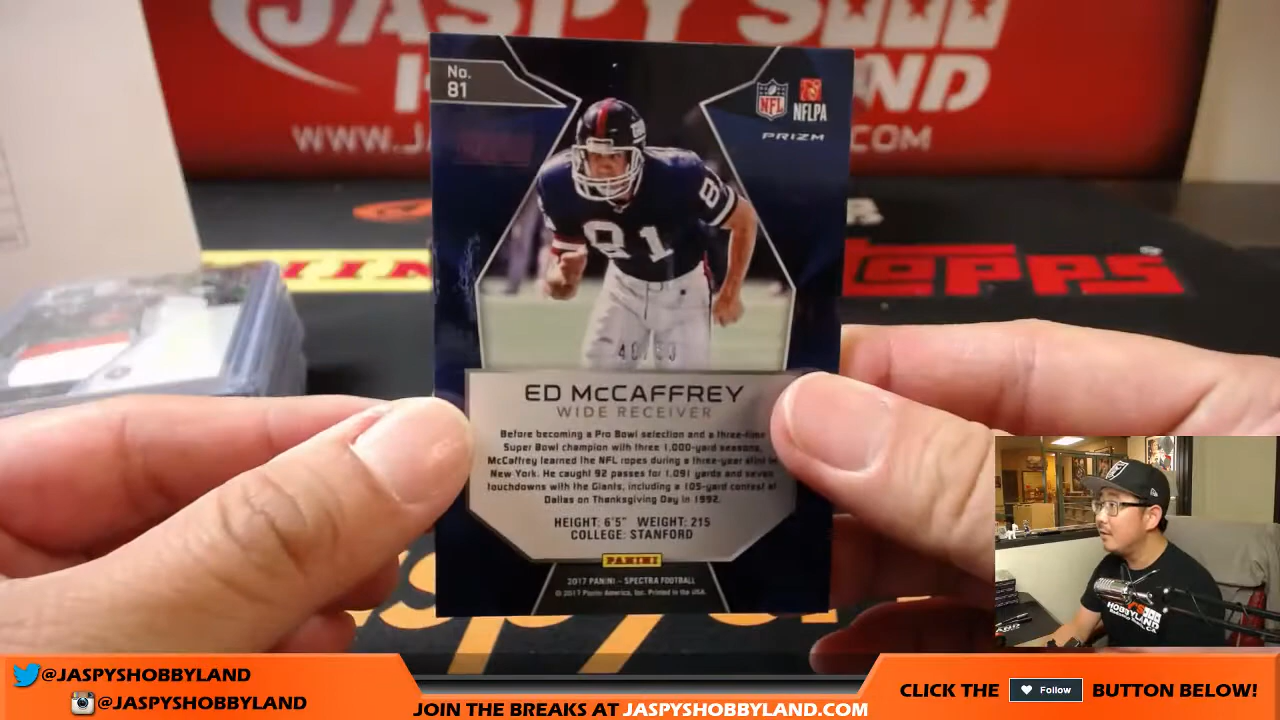 JASPY'S
WWW.J
COM
No.
81
NFL
NFLPA
PRIZM
81
TOPPS
ED McCAFFREY
WIDE RECEIVER
Before becoming a Pro Bowl selection and a three-time
Super Bowl champion with three 1,000-yard seasons,
McCaffrey learned the NFL ropes during a three-year stint in
New York. He caught 92 passes for 1,091 yards and seven
touchdowns with the Giants, including a 105-yard contest at
Dallas on Thanksgiving Day in 1992.
HEIGHT: 6'5" WEIGHT: 215
COLLEGE: STANFORD
PANINI
2017 PANINI - SPECTRA FOOTBALL
© 2017 Panini America, Inc. Printed in the USA.
HOBBYLAND
@JASPYSHOBBYLAND
@JASPYSHOBBYLAND
JOIN THE BREAKS AT JASPYSHOBBYLAND.COM
CLICK THE Follow BUTTON BELOW!